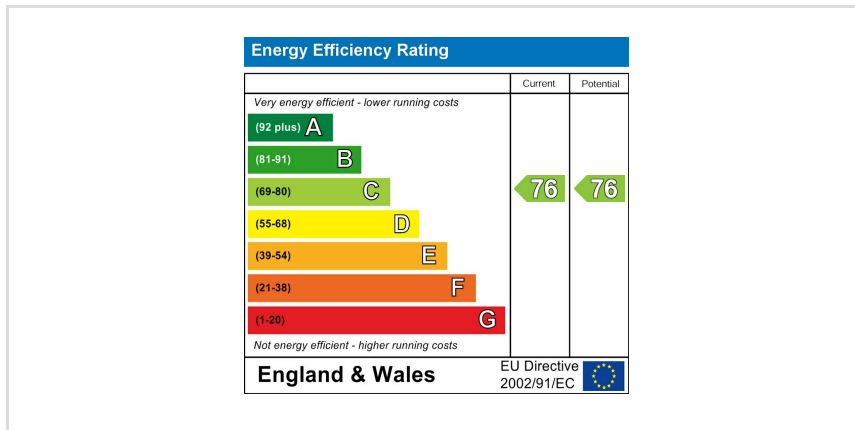 Energy Efficiency Rating
Current Potential
Very energy efficient - lower running costs
(92 plus) A
(81-91) B
(69-80) C 76 76
(55-68) D
(39-54) E
(21-38) F
(1-20) G
Not energy efficient - higher running costs
England & Wales
EU Directive
2002/91/EC